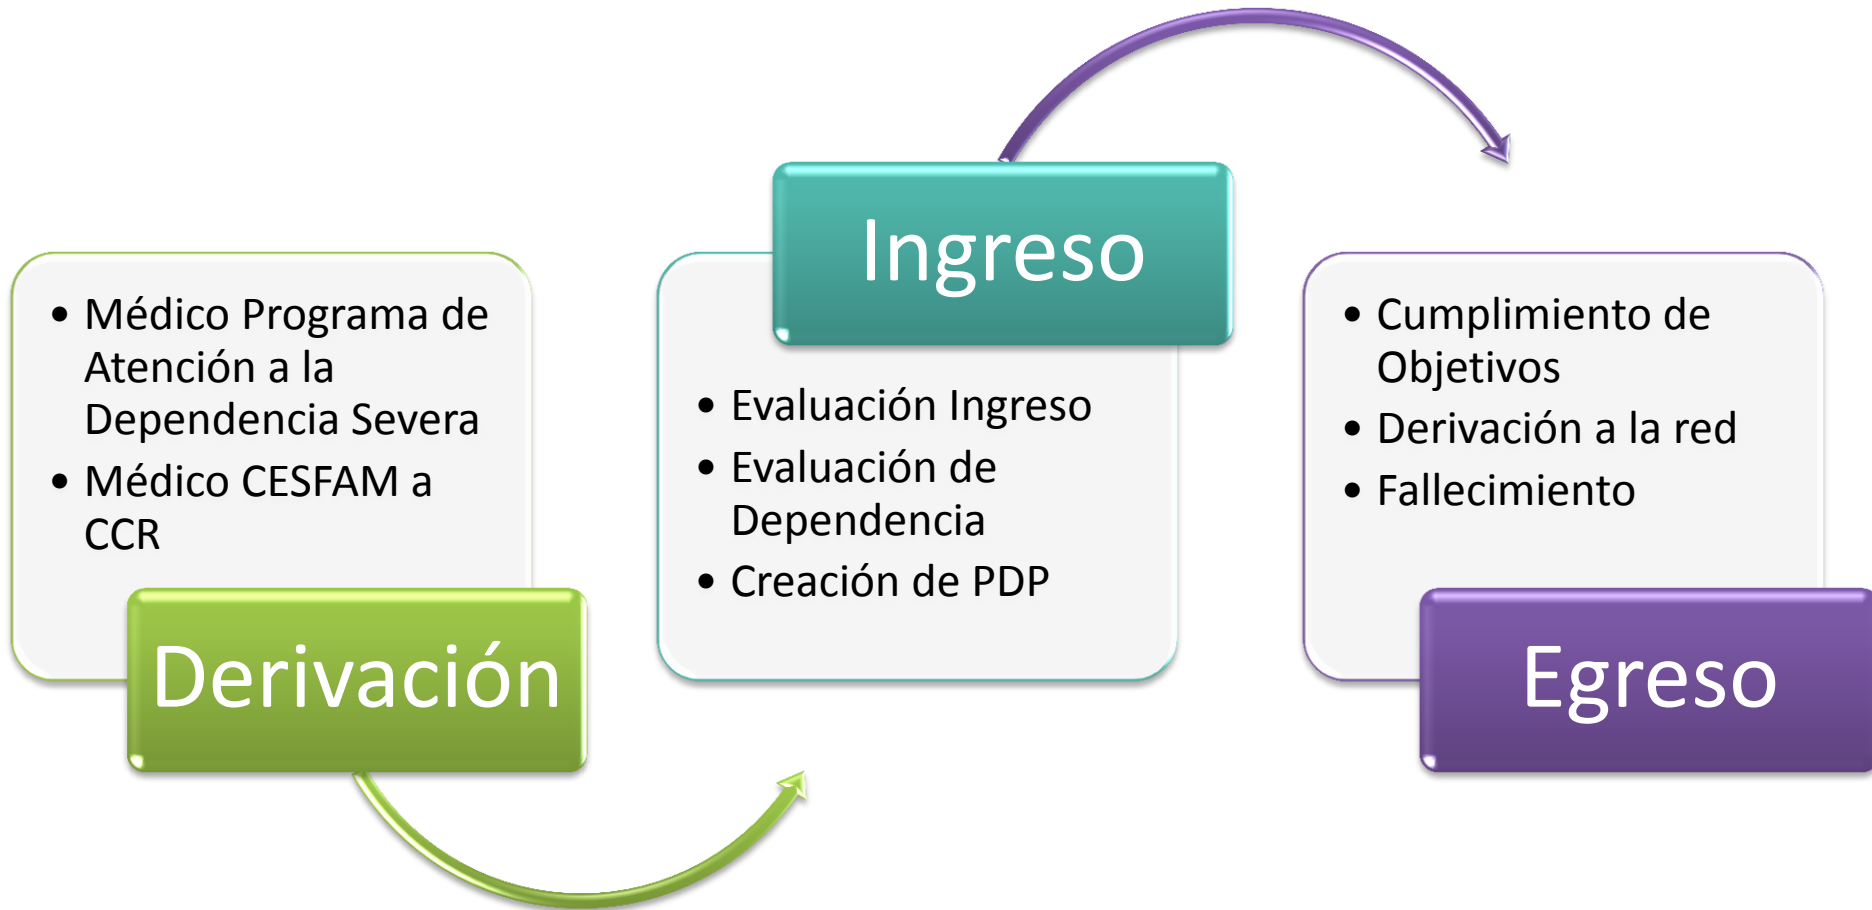 • Médico Programa de
Atención a la
Dependencia Severa
• Médico CESFAM a
CCR
Derivación
Ingreso
• Evaluación Ingreso
• Evaluación de
Dependencia
• Creación de PDP
• Cumplimiento de
Objetivos
• Derivación a la red
• Fallecimiento
Egreso